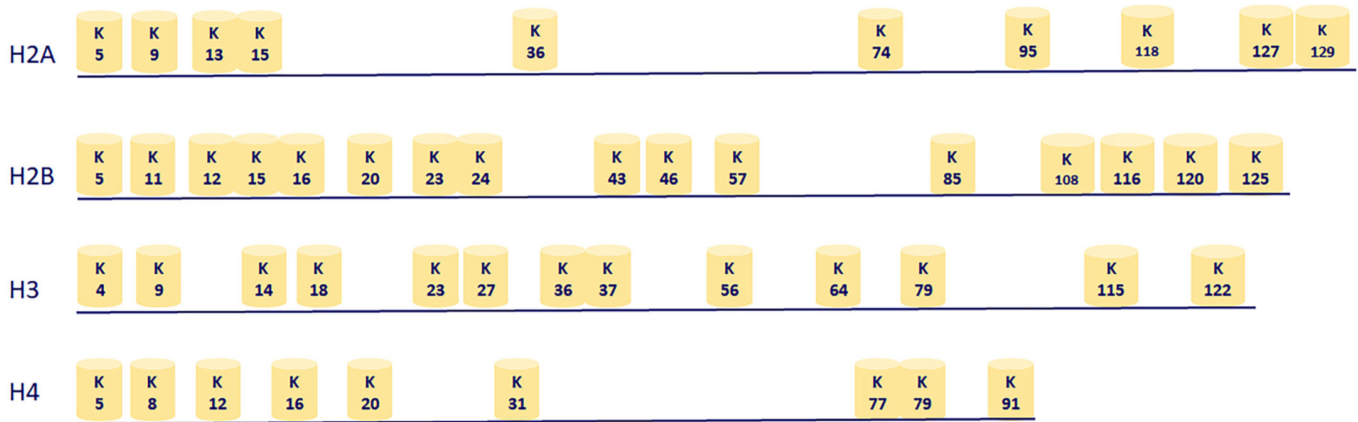 H2A
K K K K K K K K K K
5 9 13 15 36 74 95 118 127 129
H2B
K K K K K K K K K K K K K K K K
5 11 12 15 16 20 23 24 43 46 57 85 108 116 120 125
H3
K K K K K K K K K K K K K
4 9 14 18 23 27 36 37 56 64 79 115 122
H4
K K K K K K K K K
5 8 12 16 20 31 77 79 91